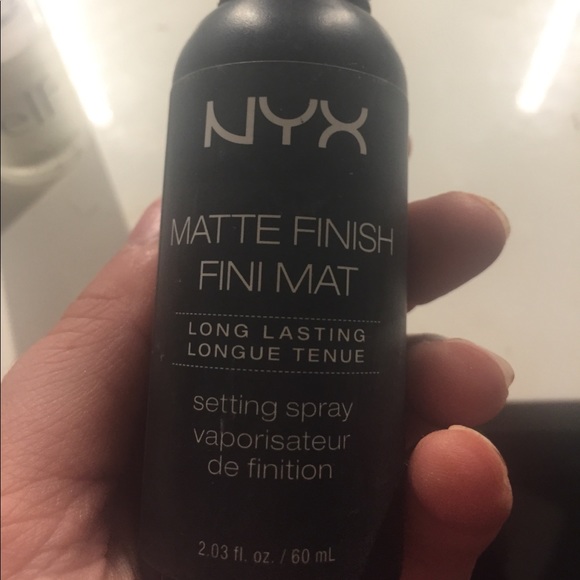 NYX
MATTE FINISH
FINI MAT
LONG LASTING
LONGUE TENUE
setting spray
vaporisateur
de finition
2.03 fl. oz. / 60 mL
elf